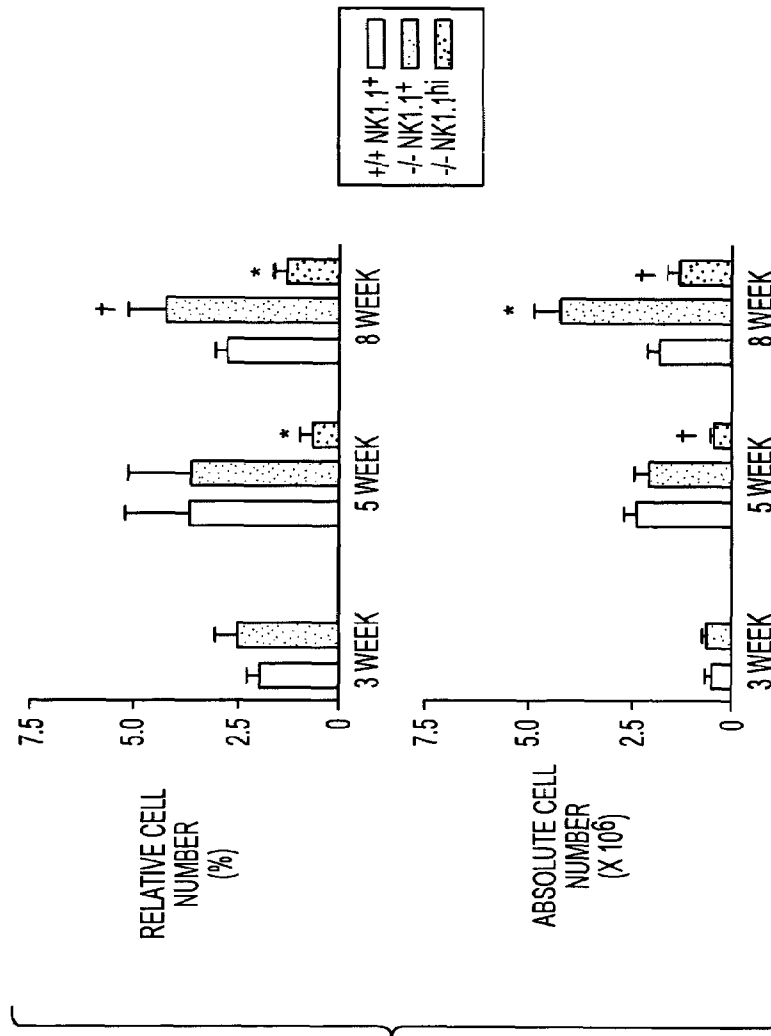 RELATIVE CELL
NUMBER
(%)
7.5
5.0
2.5
0
*
†
*
3 WEEK
5 WEEK
8 WEEK
ABSOLUTE CELL
NUMBER
(X 10⁶)
7.5
5.0
2.5
0
†
*
†
3 WEEK
5 WEEK
8 WEEK
+/+ NK1.1⁺
-/- NK1.1⁺
-/- NK1.1ʰⁱ